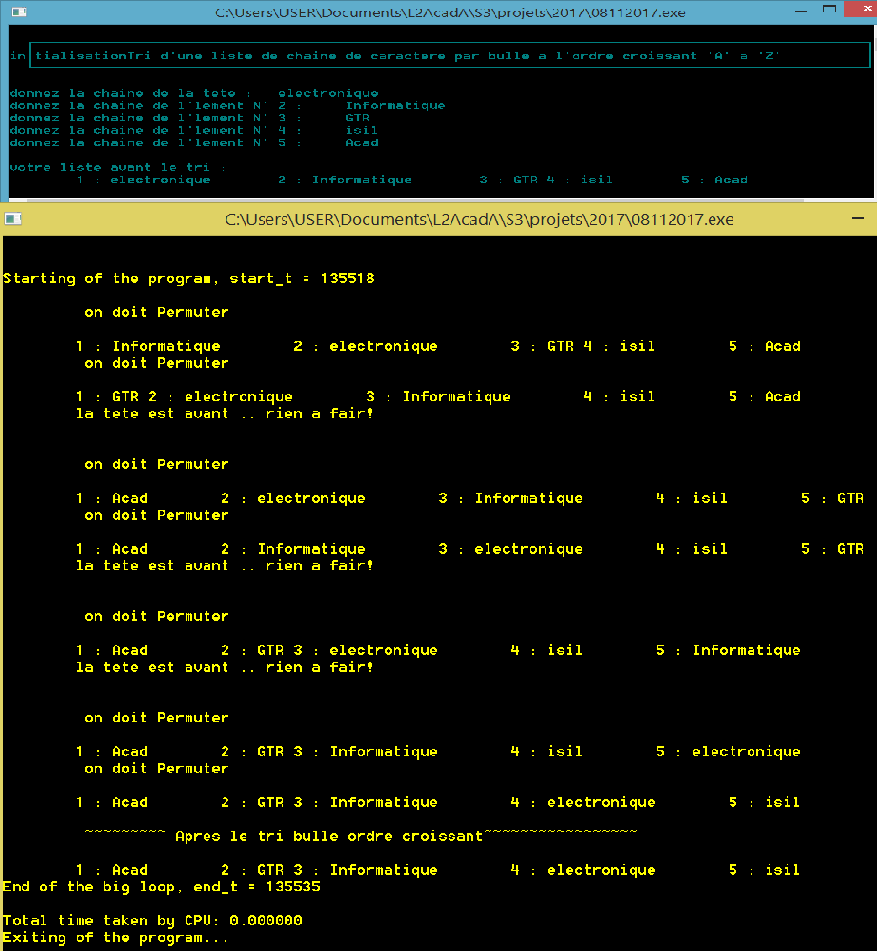 C:\Users\USER\Documents\L2AcadA\S3\projets\2017\08112017.exe
in tialisationTri d'une liste de chaine de caractere par bulle a l'ordre croissant 'A' a 'Z'
donnez la chaine de la tete : electronique
donnez la chaine de l'lement N° 2 : Informatique
donnez la chaine de l'lement N° 3 : GTR
donnez la chaine de l'lement N° 4 : isil
donnez la chaine de l'lement N° 5 : Acad
votre liste avant le tri :
1 : electronique 2 : Informatique 3 : GTR 4 : isil 5 : Acad
C:\Users\USER\Documents\L2AcadA\S3\projets\2017\08112017.exe
Starting of the program, start_t = 135518
on doit Permuter
1 : Informatique 2 : electronique 3 : GTR 4 : isil 5 : Acad
on doit Permuter
1 : GTR 2 : electronique 3 : Informatique 4 : isil 5 : Acad
la tete est avant .. rien a fair!
on doit Permuter
1 : Acad 2 : electronique 3 : Informatique 4 : isil 5 : GTR
on doit Permuter
1 : Acad 2 : Informatique 3 : electronique 4 : isil 5 : GTR
la tete est avant .. rien a fair!
on doit Permuter
1 : Acad 2 : GTR 3 : electronique 4 : isil 5 : Informatique
la tete est avant .. rien a fair!
on doit Permuter
1 : Acad 2 : GTR 3 : Informatique 4 : isil 5 : electronique
on doit Permuter
1 : Acad 2 : GTR 3 : Informatique 4 : electronique 5 : isil
~~~~~~~~~ Apres le tri bulle ordre croissant~~~~~~~~~~~~~~~~~
1 : Acad 2 : GTR 3 : Informatique 4 : electronique 5 : isil
End of the big loop, end_t = 135535
Total time taken by CPU: 0.000000
Exiting of the program...